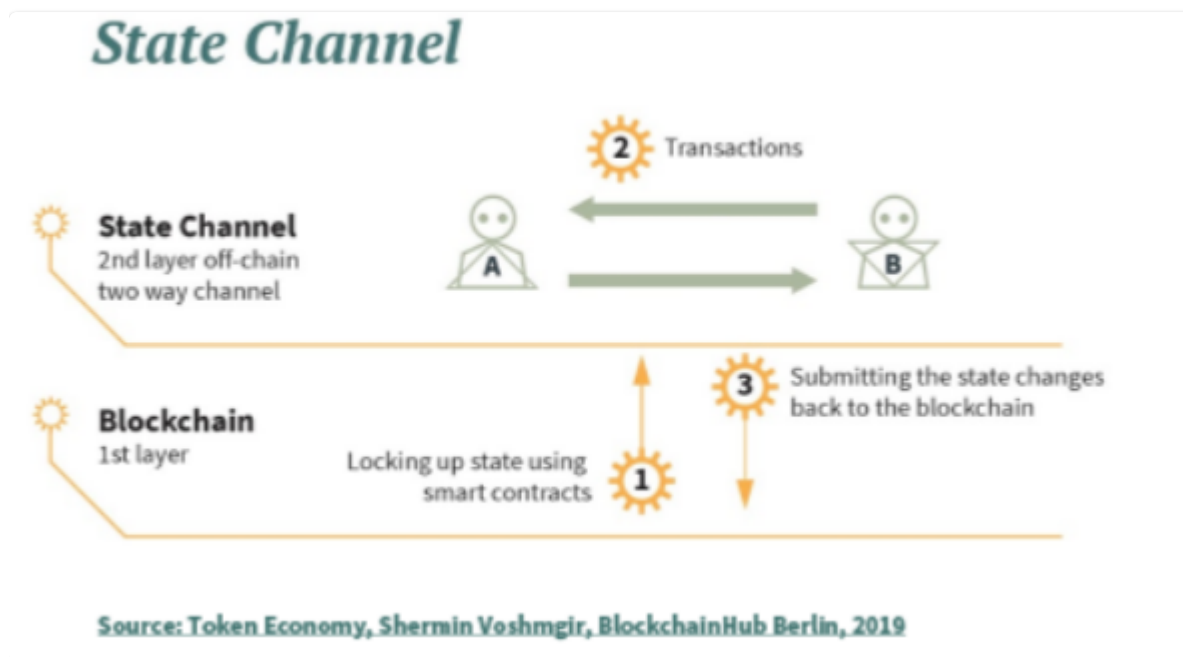 State Channel
2
Transactions
State Channel
2nd layer off-chain
two way channel
A
B
3
Submitting the state changes
back to the blockchain
Blockchain
1st layer
Locking up state using
smart contracts
1
Source: Token Economy, Shermin Voshmgir, BlockchainHub Berlin, 2019